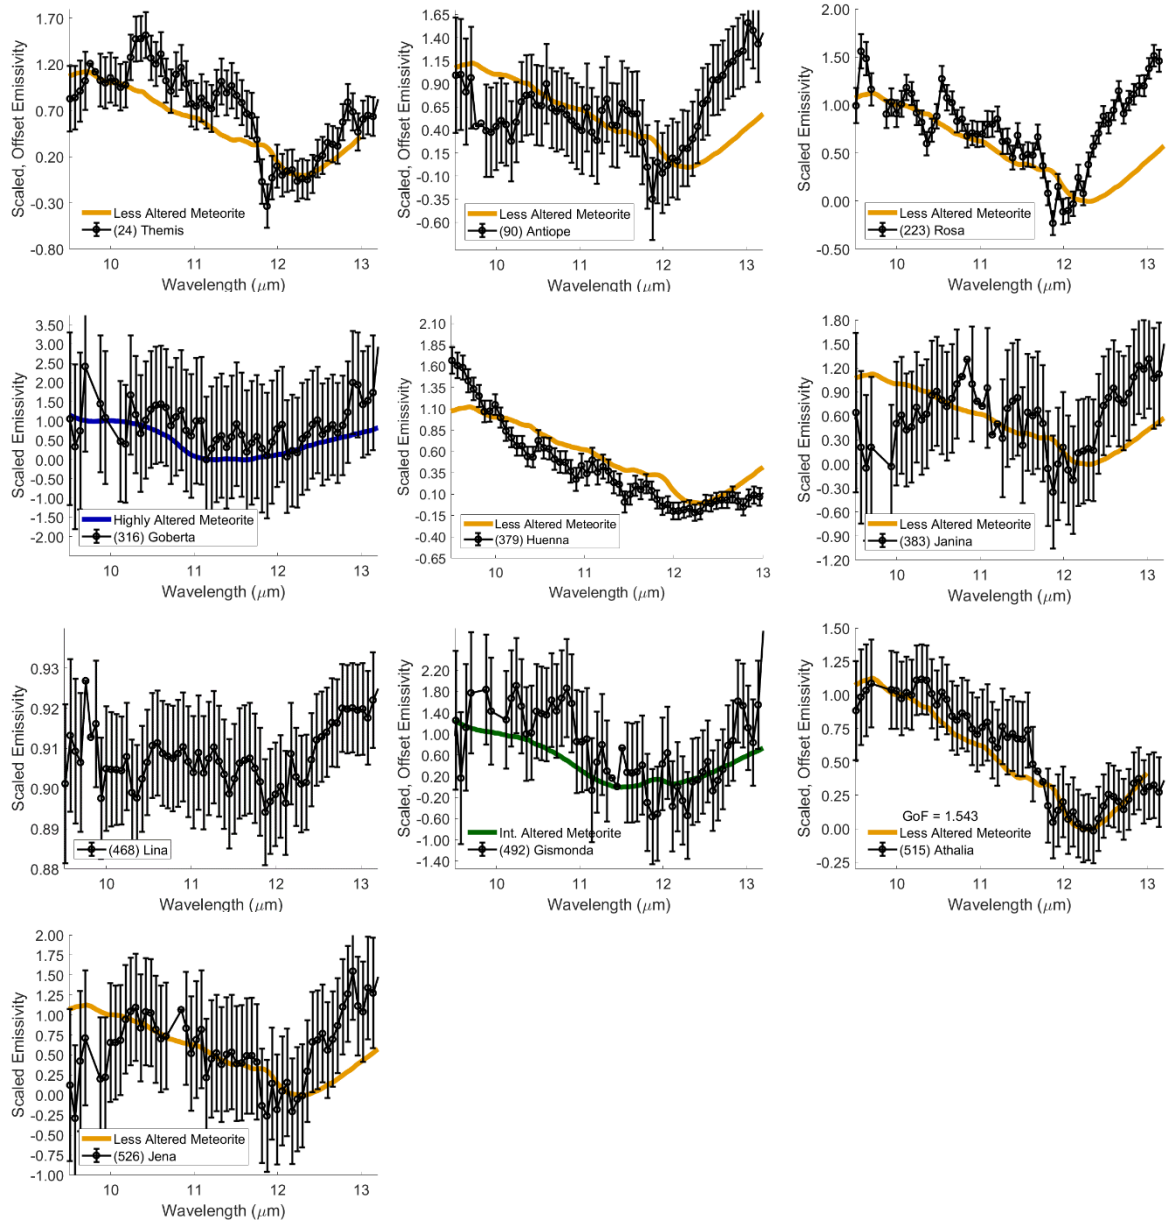 Scaled, Offset Emissivity
1.70
1.20
0.70
0.20
-0.30
-0.80
Less Altered Meteorite
(24) Themis
10 11 12 13
Wavelength (μm)
Scaled, Offset Emissivity
1.65
1.40
1.15
0.90
0.65
0.40
0.15
-0.10
-0.35
-0.60
Less Altered Meteorite
(90) Antiope
10 11 12 13
Wavelength (μm)
Scaled Emissivity
2.00
1.50
1.00
0.50
0.00
-0.50
Less Altered Meteorite
(223) Rosa
10 11 12 13
Wavelength (μm)
Scaled Emissivity
3.50
3.00
2.50
2.00
1.50
1.00
0.50
0.00
-0.50
-1.00
-1.50
-2.00
Highly Altered Meteorite
(316) Goberta
10 11 12 13
Wavelength (μm)
Scaled Emissivity
2.10
1.85
1.60
1.35
1.10
0.85
0.60
0.35
0.10
-0.15
-0.40
-0.65
Less Altered Meteorite
(379) Huenna
10 11 12 13
Wavelength (μm)
Scaled Emissivity
1.80
1.50
1.20
0.90
0.60
0.30
0.00
-0.30
-0.60
-0.90
-1.20
Less Altered Meteorite
(383) Janina
10 11 12 13
Wavelength (μm)
Scaled Emissivity
0.93
0.92
0.91
0.90
0.89
0.88
(468) Lina
10 11 12 13
Wavelength (μm)
Scaled, Offset Emissivity
2.20
1.80
1.40
1.00
0.60
0.20
-0.20
-0.60
-1.00
-1.40
Int. Altered Meteorite
(492) Gismonda
10 11 12 13
Wavelength (μm)
Scaled, Offset Emissivity
1.50
1.25
1.00
0.75
0.50
0.25
0.00
-0.25
GoF = 1.543
Less Altered Meteorite
(515) Athalia
10 11 12 13
Wavelength (μm)
Scaled Emissivity
2.00
1.75
1.50
1.25
1.00
0.75
0.50
0.25
0.00
-0.25
-0.50
-0.75
-1.00
Less Altered Meteorite
(526) Jena
10 11 12 13
Wavelength (μm)